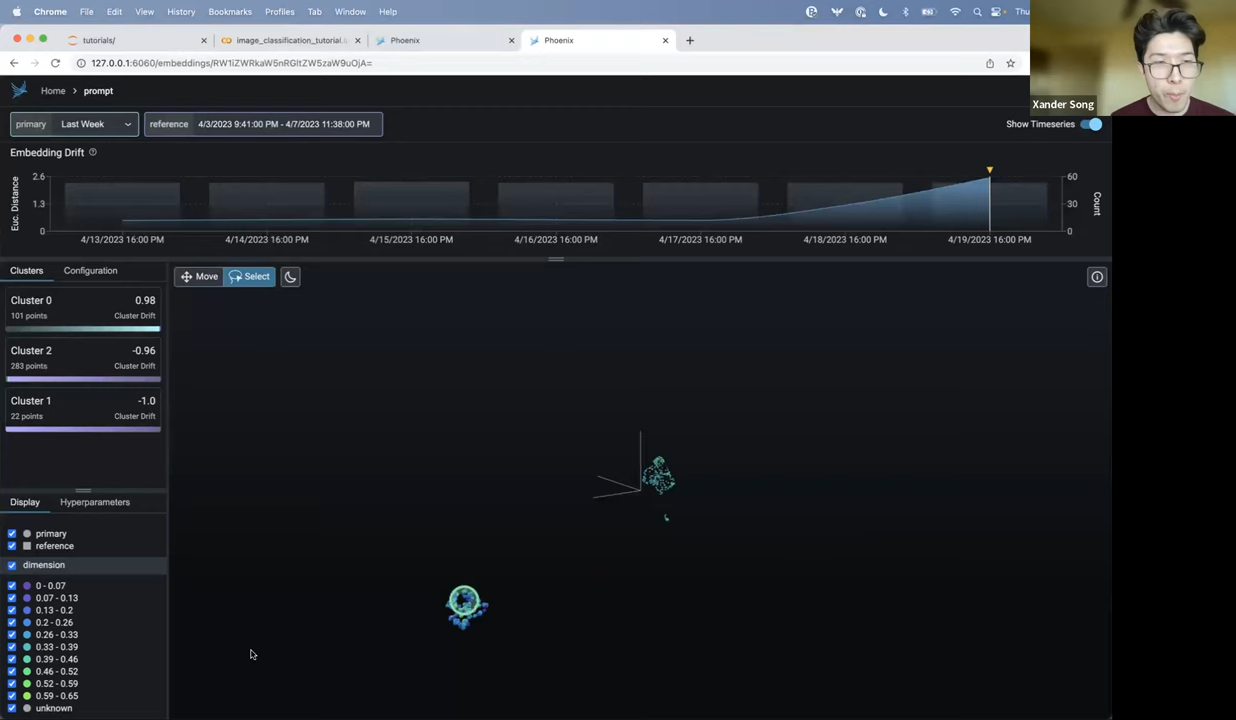 Chrome File Edit View History Bookmarks Profiles Tab Window Help Thu
tutorials/ image_classification_tutorial.i Phoenix Phoenix
127.0.0.1:6060/embeddings/RW1iZWRkaW5nRGltZW5zaW9uOjA=
Xander Song
Home > prompt
primary Last Week reference 4/3/2023 9:41:00 PM - 4/7/2023 11:38:00 PM Show Timeseries
Embedding Drift
Euc. Distance
2.6
1.3
0
60
30
0
Count
4/13/2023 16:00 PM 4/14/2023 16:00 PM 4/15/2023 16:00 PM 4/16/2023 16:00 PM 4/17/2023 16:00 PM 4/18/2023 16:00 PM 4/19/2023 16:00 PM
Clusters Configuration
Move Select
Cluster 0 0.98
101 points Cluster Drift
Cluster 2 -0.96
283 points Cluster Drift
Cluster 1 -1.0
22 points Cluster Drift
Display Hyperparameters
primary
reference
dimension
0 - 0.07
0.07 - 0.13
0.13 - 0.2
0.2 - 0.26
0.26 - 0.33
0.33 - 0.39
0.39 - 0.46
0.46 - 0.52
0.52 - 0.59
0.59 - 0.65
unknown